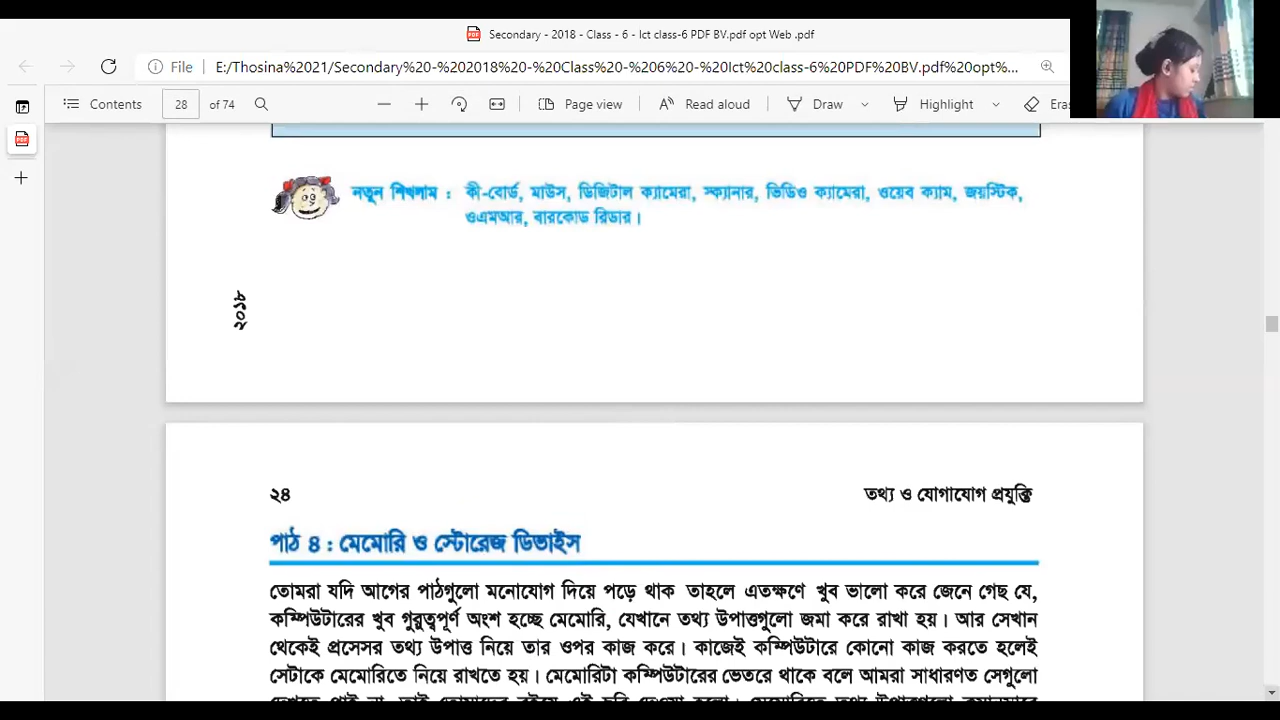 Secondary - 2018 - Class - 6 - Ict class-6 PDF BV.pdf opt Web .pdf
File E:/Thosina%2021/Secondary%20-%202018%20-%20Class%20-%206%20-%20Ict%20class-6%20PDF%20BV.pdf%20opt%...
Contents 28 of 74 Page view Read aloud Draw Highlight Era
নতুন শিখলাম : কী-বোর্ড, মাউস, ডিজিটাল ক্যামেরা, স্ক্যানার, ভিডিও ক্যামেরা, ওয়েব ক্যাম, জয়স্টিক,
ওএমআর, বারকোড রিডার।
২০১৮
২৪ তথ্য ও যোগাযোগ প্রযুক্তি
পাঠ ৪ : মেমোরি ও স্টোরেজ ডিভাইস
তোমরা যদি আগের পাঠগুলো মনোযোগ দিয়ে পড়ে থাক তাহলে এতক্ষণে খুব ভালো করে জেনে গেছ যে,
কম্পিউটারের খুব গুরুত্বপূর্ণ অংশ হচ্ছে মেমোরি, যেখানে তথ্য উপাত্তগুলো জমা করে রাখা হয়। আর সেখান
থেকেই প্রসেসর তথ্য উপাত্ত নিয়ে তার ওপর কাজ করে। কাজেই কম্পিউটারে কোনো কাজ করতে হলেই
সেটাকে মেমোরিতে নিয়ে রাখতে হয়। মেমোরিটা কম্পিউটারের ভেতরে থাকে বলে আমরা সাধারণত সেগুলো